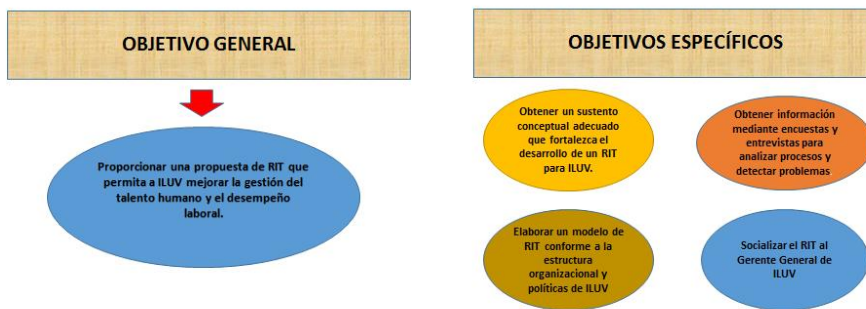 OBJETIVO GENERAL
Proporcionar una propuesta de RIT que
permita a ILUV mejorar la gestión del
talento humano y el desempeño
laboral.
OBJETIVOS ESPECÍFICOS
Obtener un sustento
conceptual adecuado
que fortalezca el
desarrollo de un RIT
para ILUV.
Obtener información
mediante encuestas y
entrevistas para
analizar procesos y
detectar problemas
Elaborar un modelo de
RIT conforme a la
estructura
organizacional y
políticas de ILUV
Socializar el RIT al
Gerente General de
ILUV